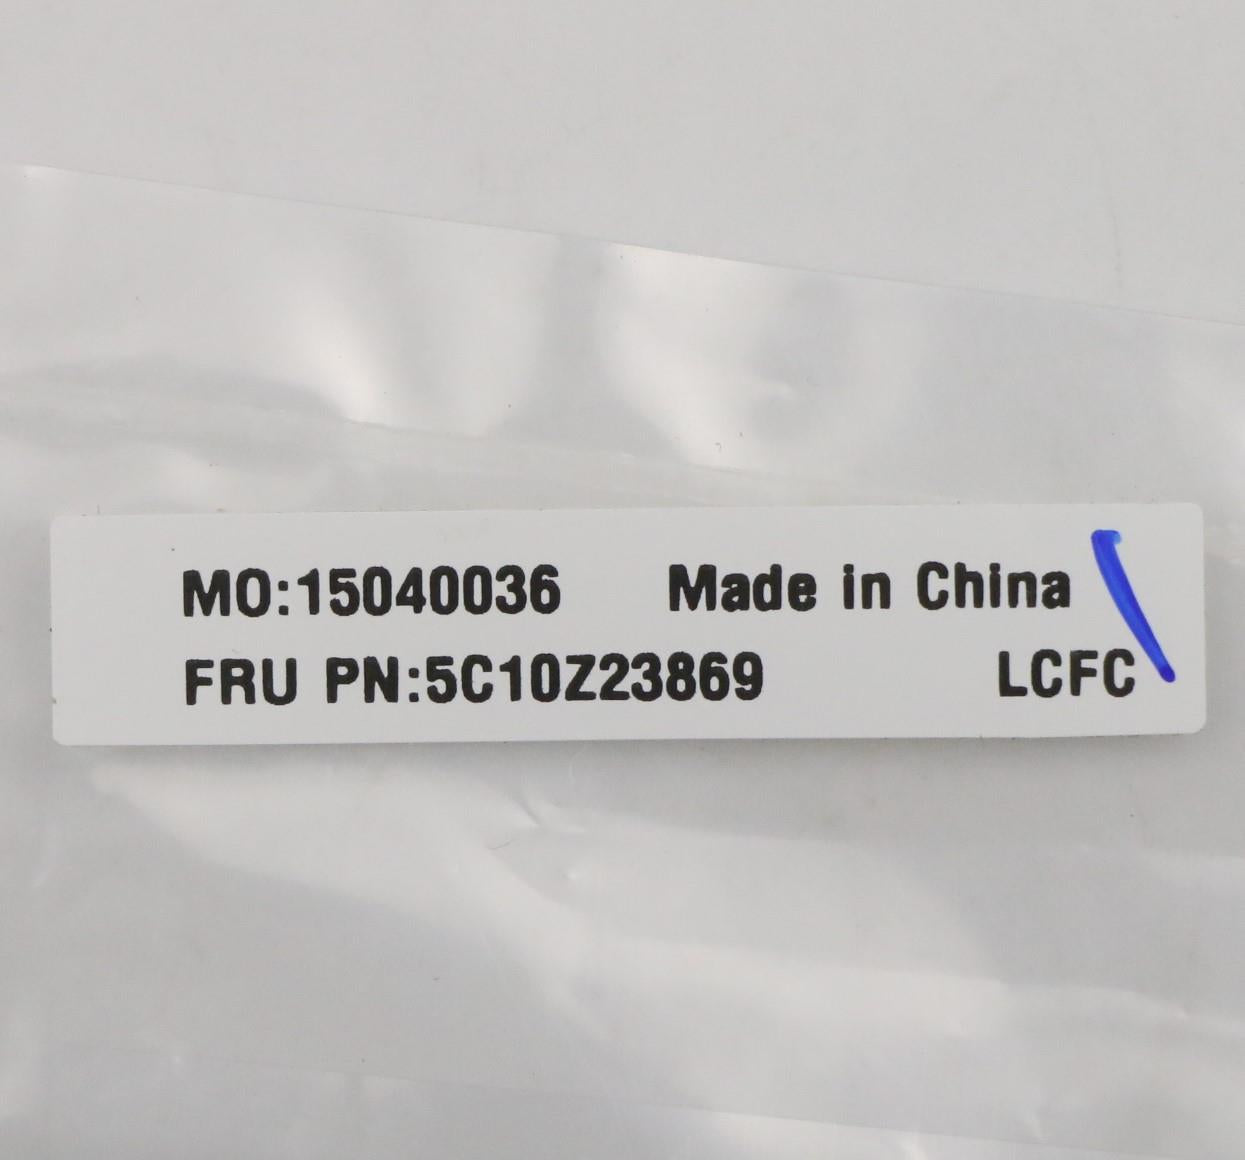 MO:15040036 Made in China
FRU PN:5C10Z23869 LCFC